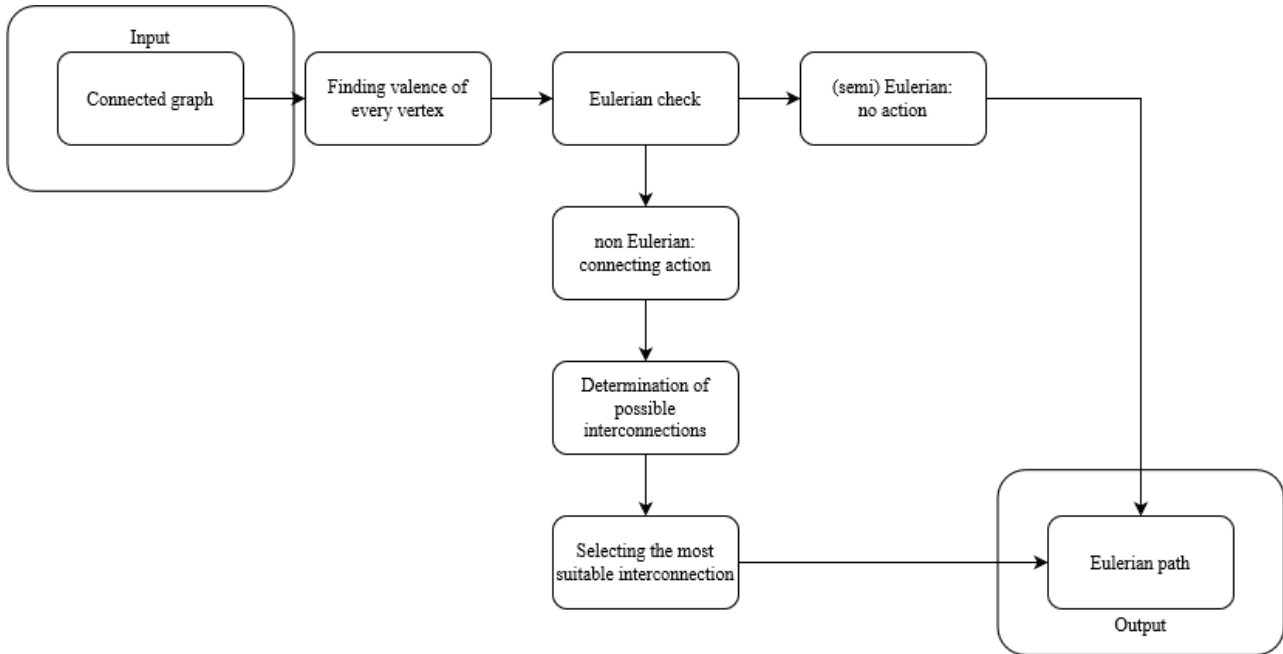 Input
Connected graph
Finding valence of
every vertex
Eulerian check
(semi) Eulerian:
no action
non Eulerian:
connecting action
Determination of
possible
interconnections
Selecting the most
suitable interconnection
Eulerian path
Output